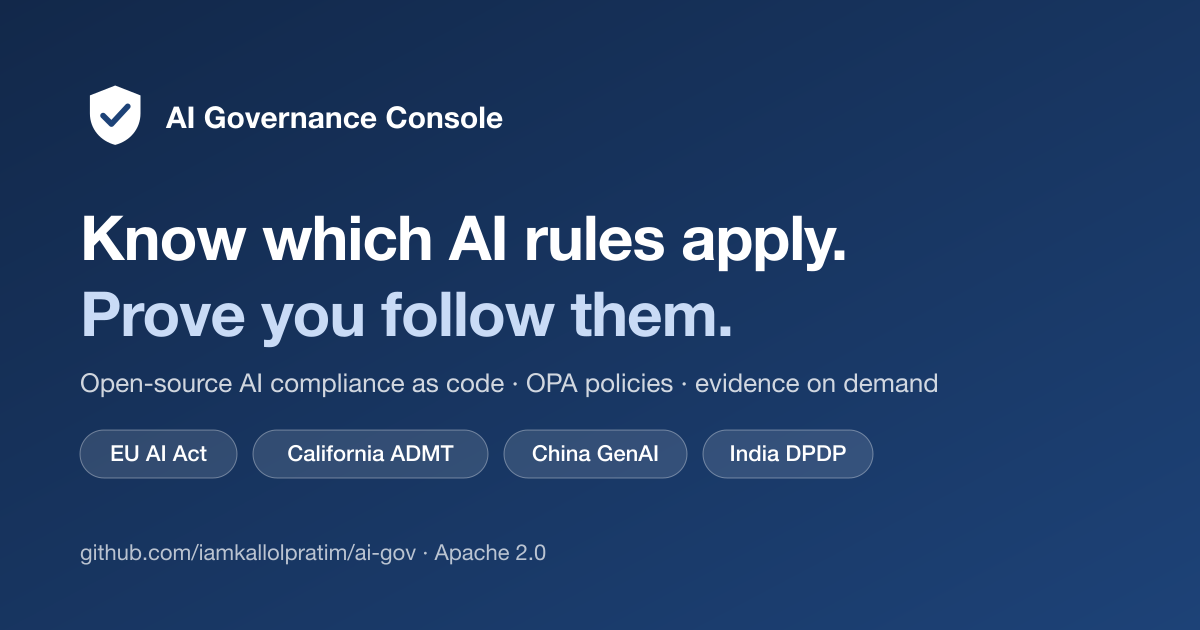 AI Governance Console
Know which AI rules apply.
Prove you follow them.
Open-source AI compliance as code · OPA policies · evidence on demand
EU AI Act
California ADMT
China GenAI
India DPDP
github.com/iamkallolpratim/ai-gov · Apache 2.0